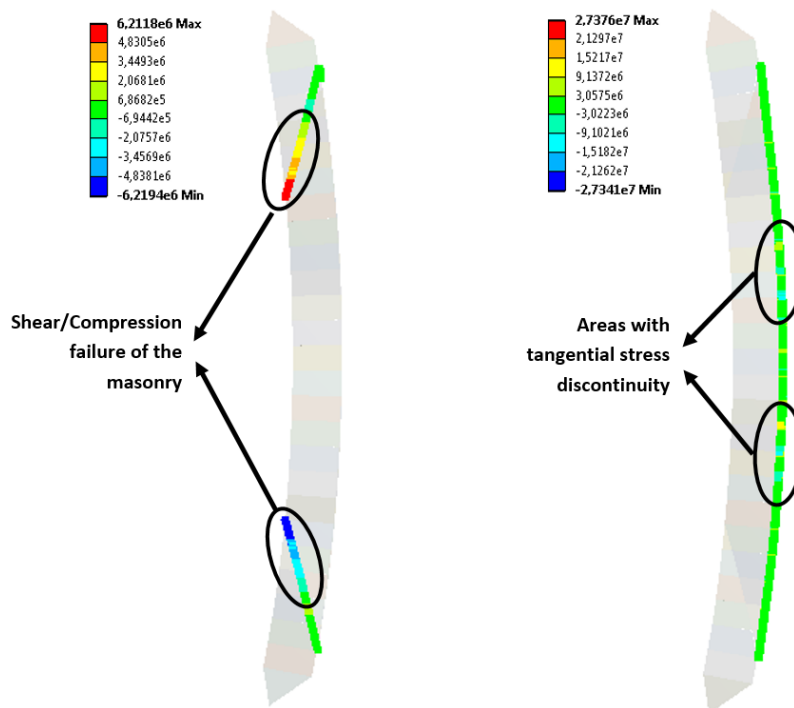 6,2118e6 Max
4,8305e6
3,4493e6
2,0681e6
6,8682e5
-6,9442e5
-2,0757e6
-3,4569e6
-4,8381e6
-6,2194e6 Min
Shear/Compression
failure of the
masonry
2,7376e7 Max
2,1297e7
1,5217e7
9,1372e6
3,0575e6
-3,0223e6
-9,1021e6
-1,5182e7
-2,1262e7
-2,7341e7 Min
Areas with
tangential stress
discontinuity